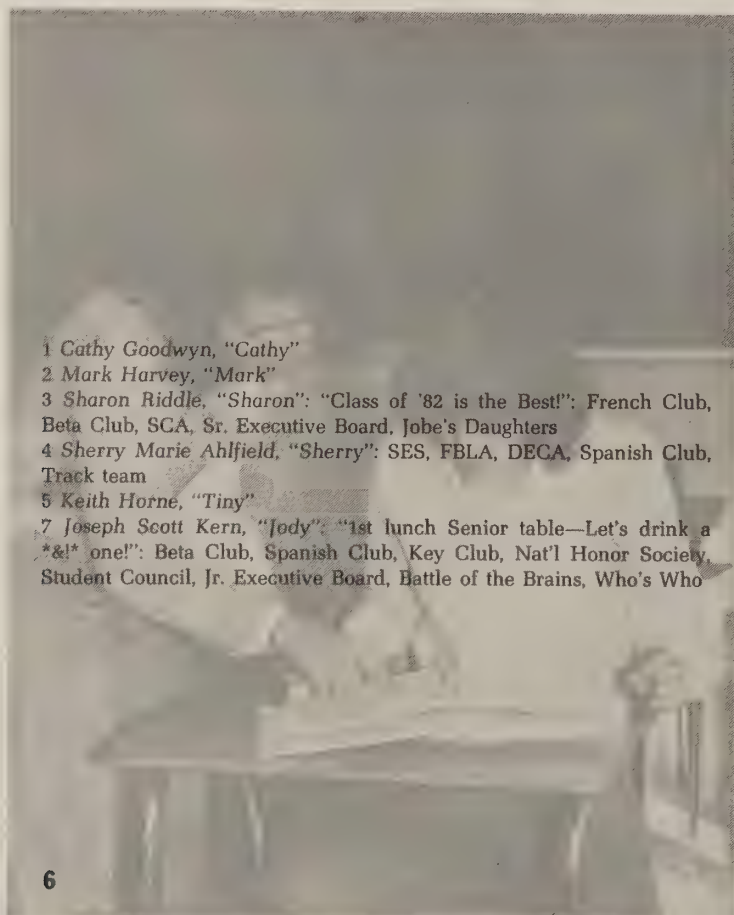 1 Cathy Goodwyn, "Cathy"
2 Mark Harvey, "Mark"
3 Sharon Riddle, "Sharon": "Class of '82 is the Best!": French Club,
Beta Club, SCA, Sr. Executive Board, Jobe's Daughters
4 Sherry Marie Ahlfield, "Sherry": SES, FBLA, DECA, Spanish Club,
Track team
5 Keith Horne, "Tiny"
7 Joseph Scott Kern, "Jody": "1st lunch Senior table—Let's drink a
*&!* one!": Beta Club, Spanish Club, Key Club, Nat'l Honor Society,
Student Council, Jr. Executive Board, Battle of the Brains, Who's Who
6